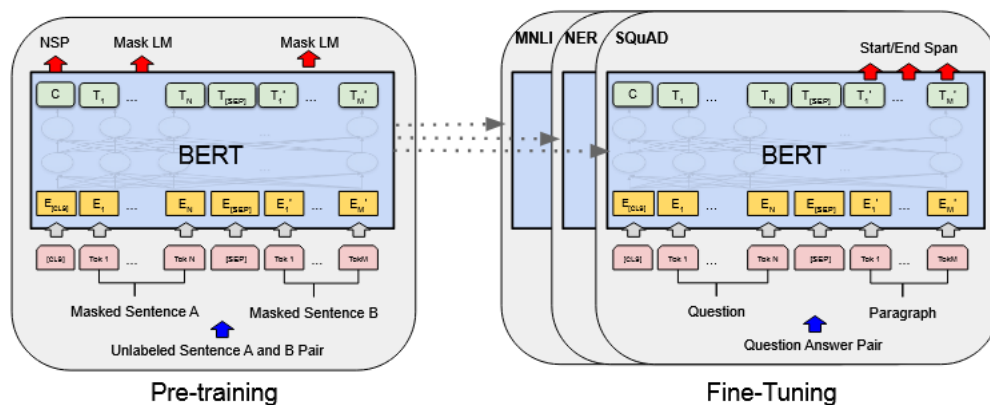 NSP Mask LM Mask LM
C T1 ... TN T[SEP] T1' ... TM'
...
...
BERT
E[CLS] E1 ... EN E[SEP] E1' ... EM'
[CLS] Tok 1 ... Tok N [SEP] Tok 1 ... TokM
Masked Sentence A Masked Sentence B
Unlabeled Sentence A and B Pair
Pre-training
MNLI NER SQuAD
Start/End Span
C T1 ... TN T[SEP] T1' ... TM'
...
...
BERT
E[CLS] E1 ... EN E[SEP] E1' ... EM'
[CLS] Tok 1 ... Tok N [SEP] Tok 1 ... TokM
Question Paragraph
Question Answer Pair
Fine-Tuning